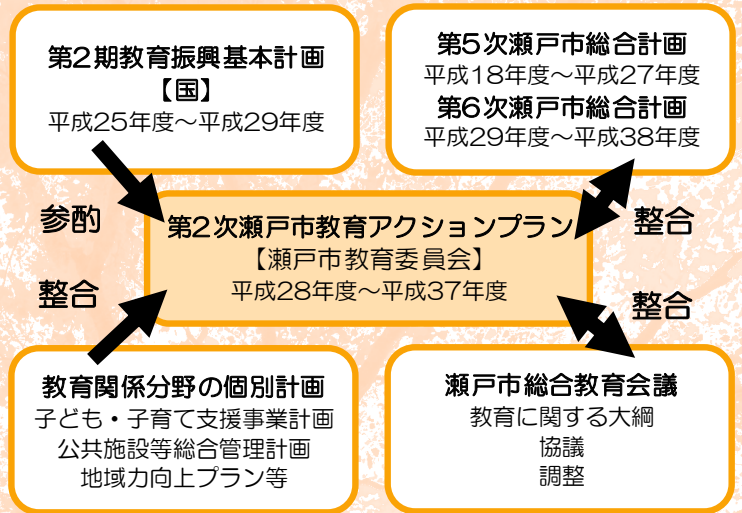 第2期教育振興基本計画
【国】
平成25年度～平成29年度
第5次瀬戸市総合計画
平成18年度～平成27年度
第6次瀬戸市総合計画
平成29年度～平成38年度
参酌
整合
第2次瀬戸市教育アクションプラン
【瀬戸市教育委員会】
平成28年度～平成37年度
整合
整合
教育関係分野の個別計画
子ども・子育て支援事業計画
公共施設等総合管理計画
地域力向上プラン等
瀬戸市総合教育会議
教育に関する大綱
協議
調整